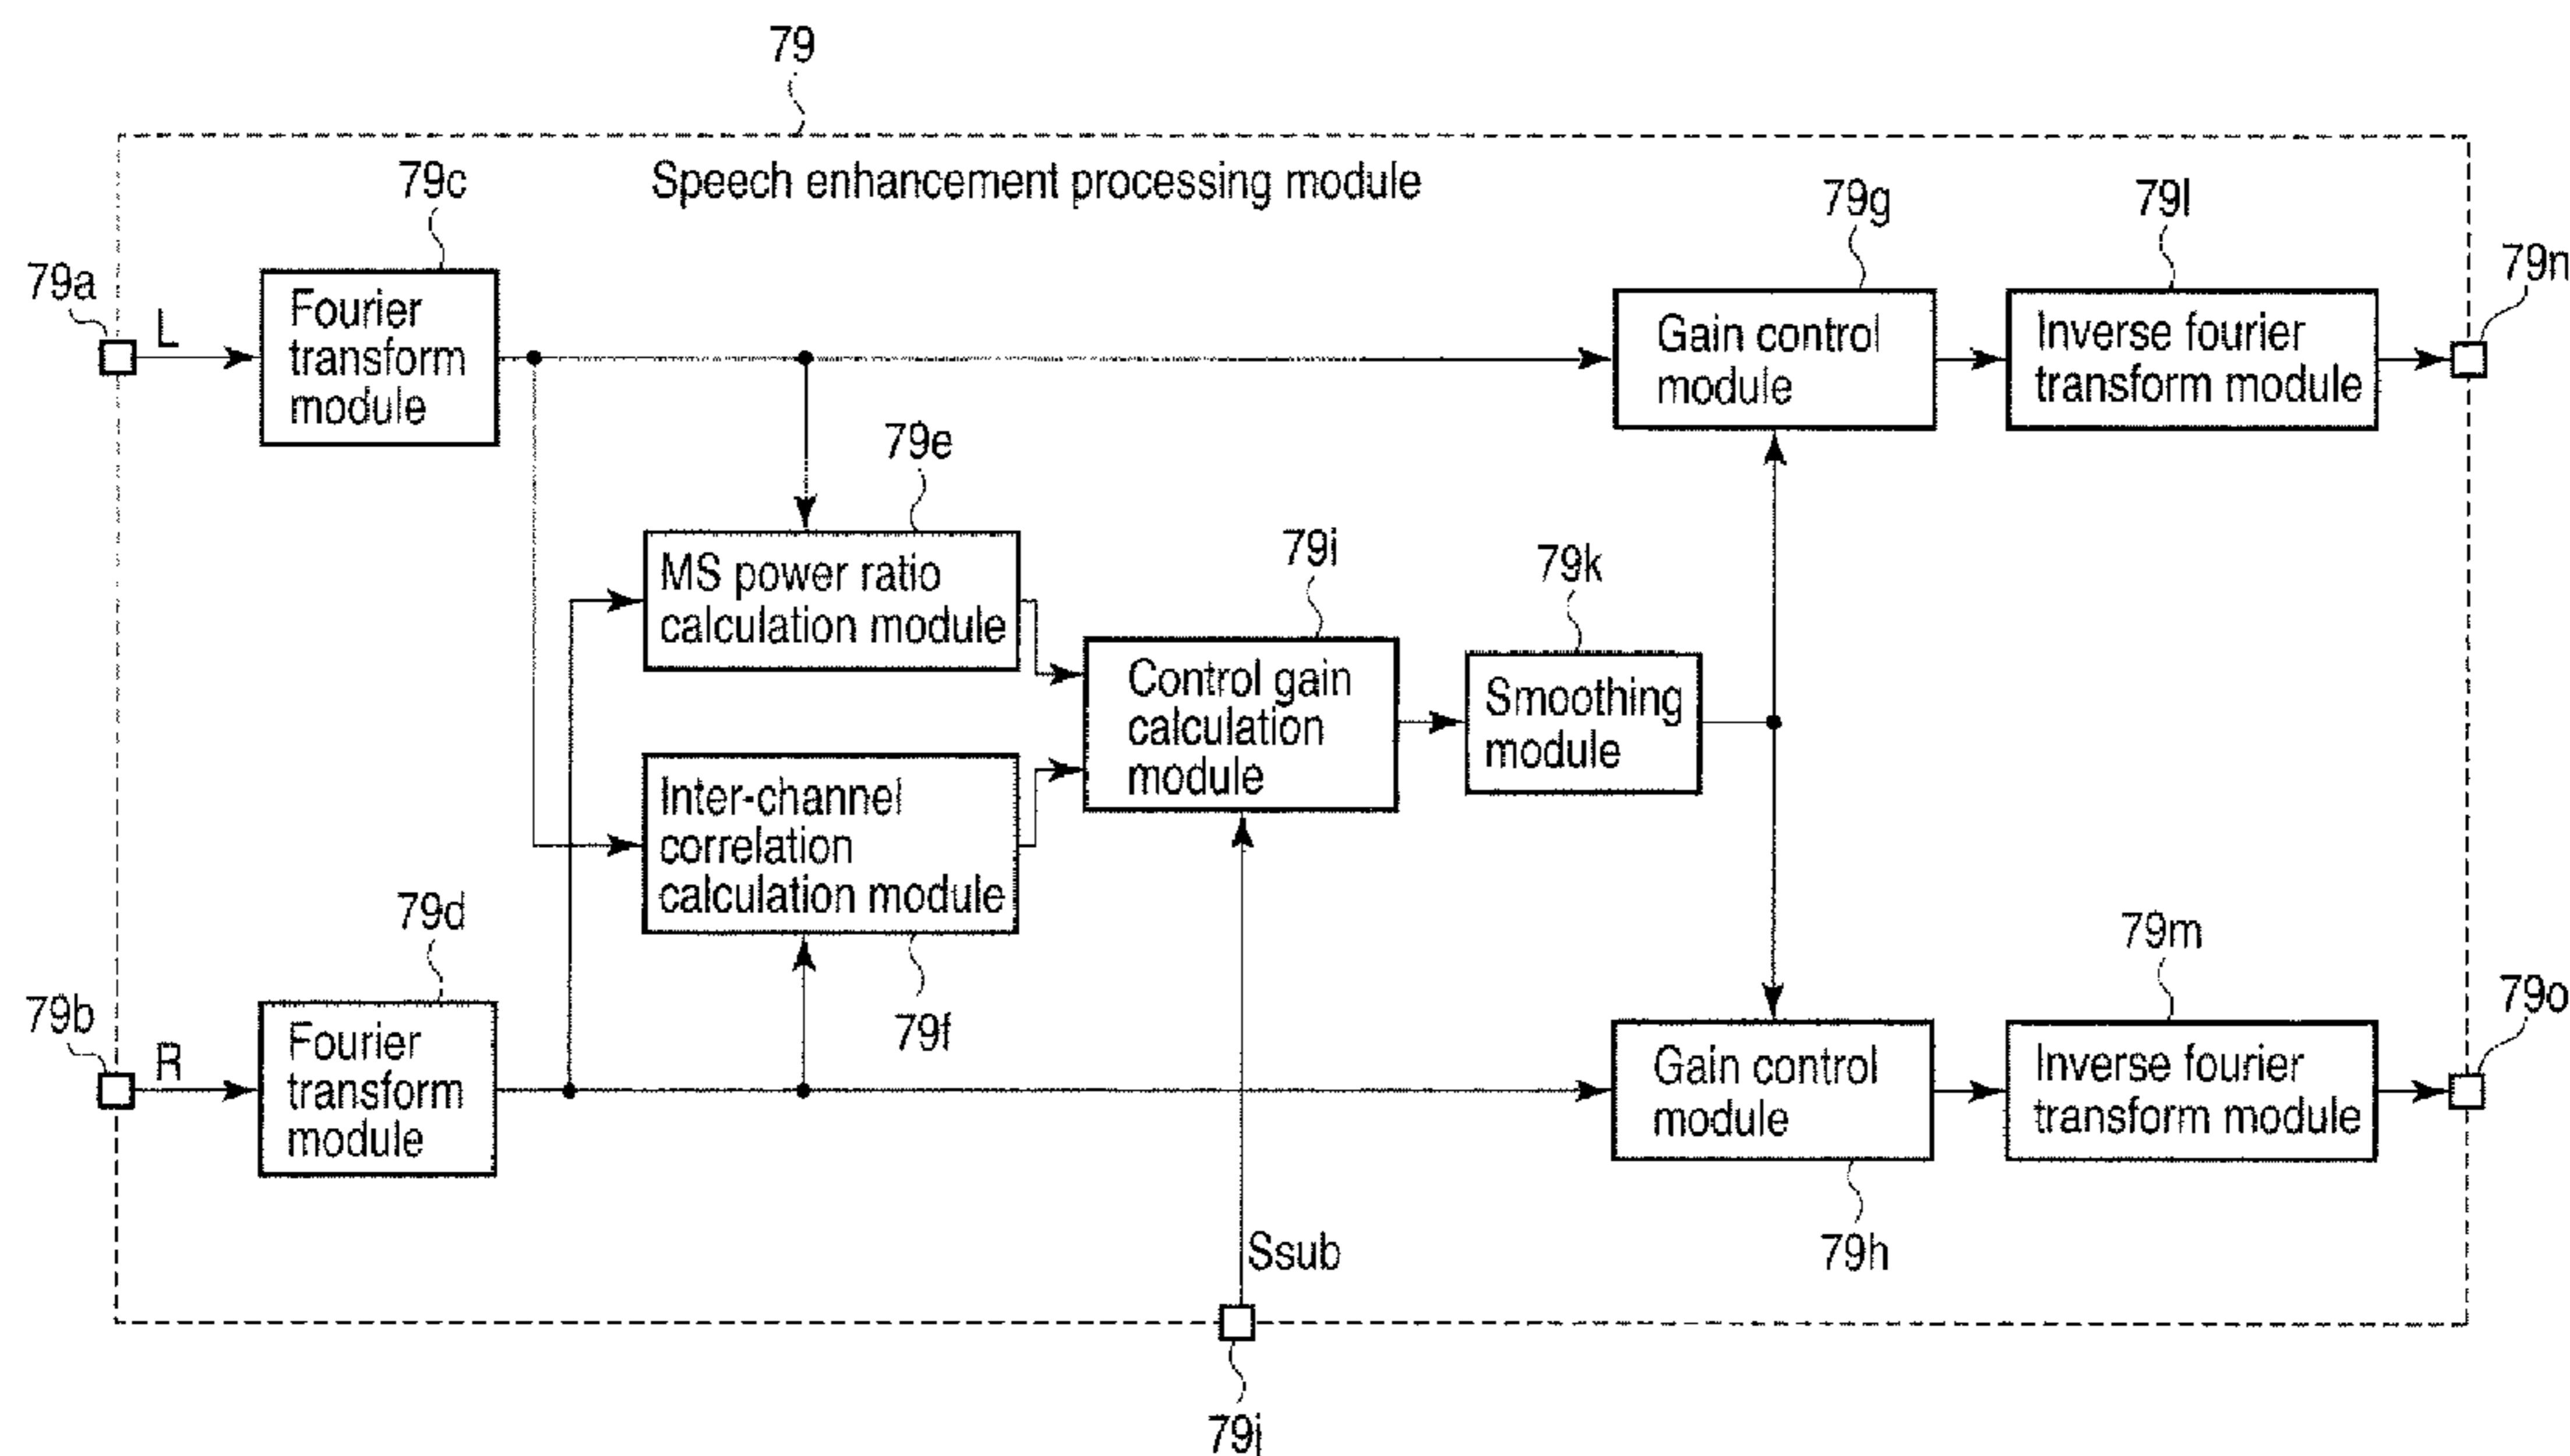 79
Speech enhancement processing module
79c
79g
79l
79a
L
Fourier
transform
module
Gain control
module
Inverse fourier
transform module
79n
79e
MS power ratio
calculation module
79i
79k
Control gain
calculation
module
Smoothing
module
Inter-channel
correlation
calculation module
79f
79d
79b
R
Fourier
transform
module
79m
Gain control
module
Inverse fourier
transform module
79o
79h
Ssub
79j